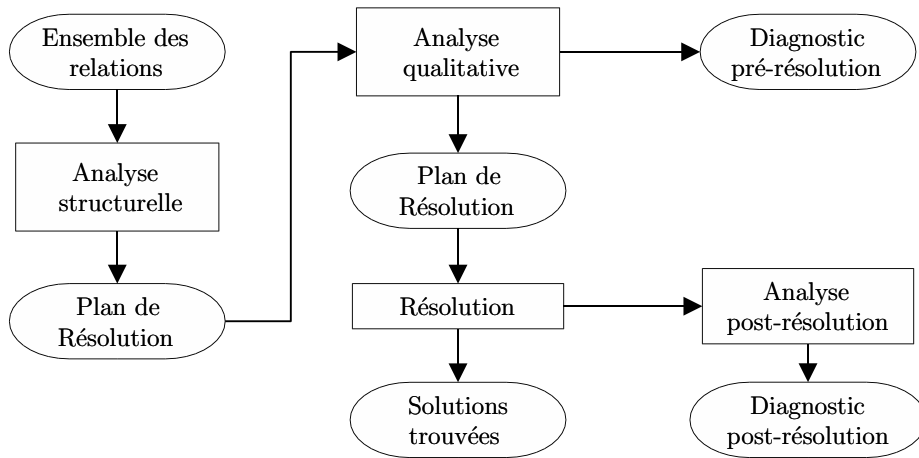 Ensemble des
relations
Analyse
structurelle
Plan de
Résolution
Analyse
qualitative
Diagnostic
pré-résolution
Plan de
Résolution
Résolution
Solutions
trouvées
Analyse
post-résolution
Diagnostic
post-résolution